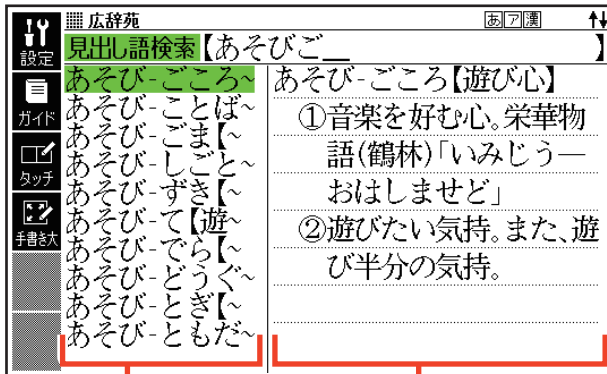 広辞苑 あ ア 漢
見出し語検索【あそびご__ 】
設定
ガイド
タッチ
手書き大
あそび-ごころ~
あそび-ことば~
あそび-ごま【~
あそび-しごと~
あそび-ずき【~
あそび-て【遊~
あそび-でら【~
あそび-どうぐ~
あそび-とぎ【~
あそび-ともだ~
あそび-ごころ【遊び心】
①音楽を好む心。栄華物
語(鶴林)「いみじう―
おはしませど」
②遊びたい気持。また、遊
び半分の気持。